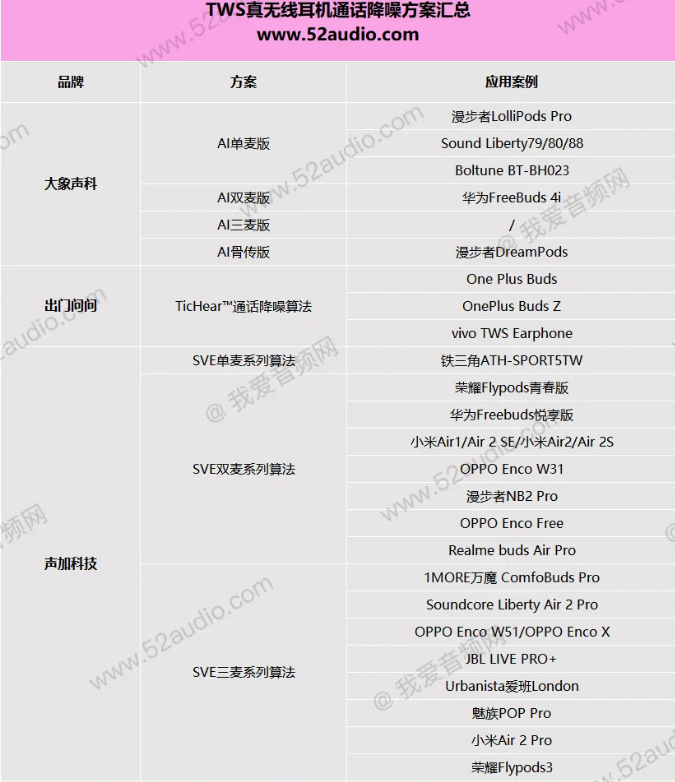 TWS真无线耳机通话降噪方案汇总
www.52audio.com
品牌 方案 应用案例
大象声科
AI单麦版
漫步者LolliPods Pro
Sound Liberty79/80/88
Boltune BT-BH023
AI双麦版 华为FreeBuds 4i
AI三麦版 /
AI骨传版 漫步者DreamPods
出门问问
TicHear™通话降噪算法
One Plus Buds
OnePlus Buds Z
vivo TWS Earphone
声加科技
SVE单麦系列算法 铁三角ATH-SPORT5TW
SVE双麦系列算法
荣耀Flypods青春版
华为Freebuds悦享版
小米Air1/Air 2 SE/小米Air2/Air 2S
OPPO Enco W31
漫步者NB2 Pro
OPPO Enco Free
Realme buds Air Pro
SVE三麦系列算法
1MORE万魔 ComfoBuds Pro
Soundcore Liberty Air 2 Pro
OPPO Enco W51/OPPO Enco X
JBL LIVE PRO+
Urbanista爱班London
魅族POP Pro
小米Air 2 Pro
荣耀Flypods3
www.52audio.com
@ 我爱音频网